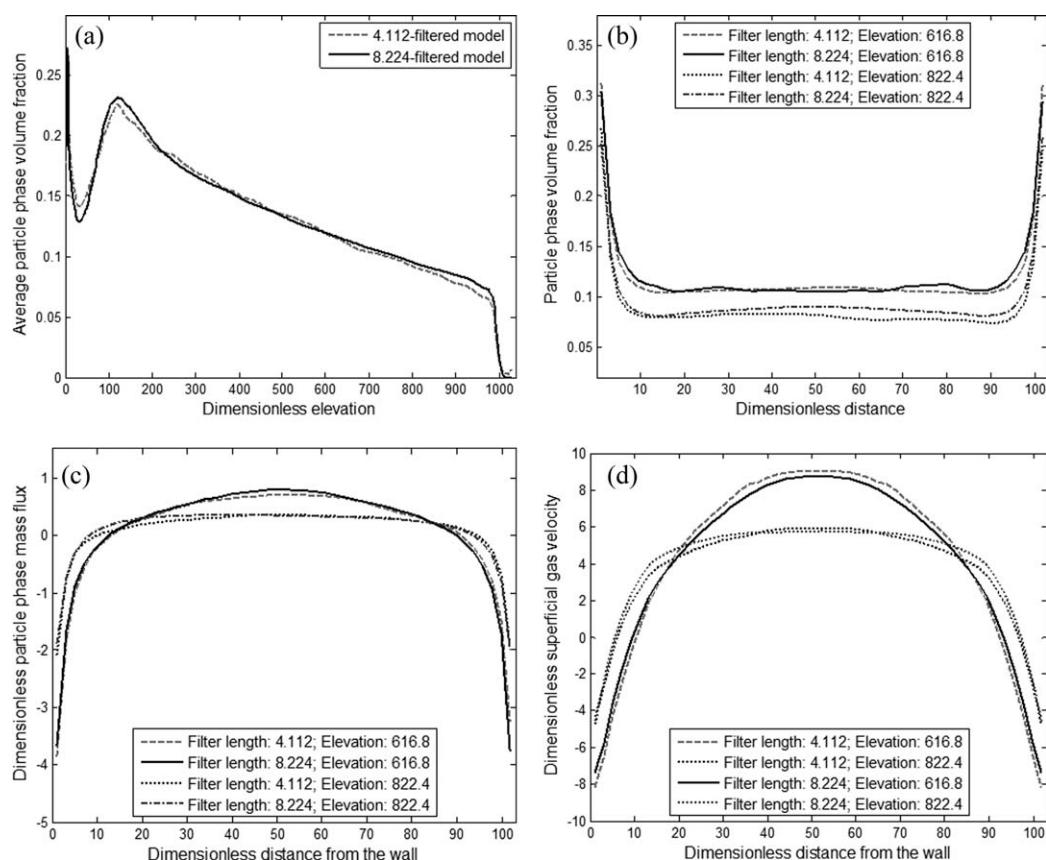 (a)
4.112-filtered model
8.224-filtered model
0.25
0.2
0.15
0.1
0.05
0
Average particle phase volume fraction
0 100 200 300 400 500 600 700 800 900 1000
Dimensionless elevation
(b)
Filter length: 4.112; Elevation: 616.8
Filter length: 8.224; Elevation: 616.8
Filter length: 4.112; Elevation: 822.4
Filter length: 8.224; Elevation: 822.4
0.35
0.3
0.25
0.2
0.15
0.1
0.05
Particle phase volume fraction
10 20 30 40 50 60 70 80 90 100
Dimensionless distance
(c)
1
0
-1
-2
-3
-4
-5
Dimensionless particle phase mass flux
Filter length: 4.112; Elevation: 616.8
Filter length: 8.224; Elevation: 616.8
Filter length: 4.112; Elevation: 822.4
Filter length: 8.224; Elevation: 822.4
0 10 20 30 40 50 60 70 80 90 100
Dimensionless distance from the wall
(d)
10
8
6
4
2
0
-2
-4
-6
-8
-10
Dimensionless superficial gas velocity
Filter length: 4.112; Elevation: 616.8
Filter length: 4.112; Elevation: 822.4
Filter length: 8.224; Elevation: 616.8
Filter length: 8.224; Elevation: 822.4
0 10 20 30 40 50 60 70 80 90 100
Dimensionless distance from the wall